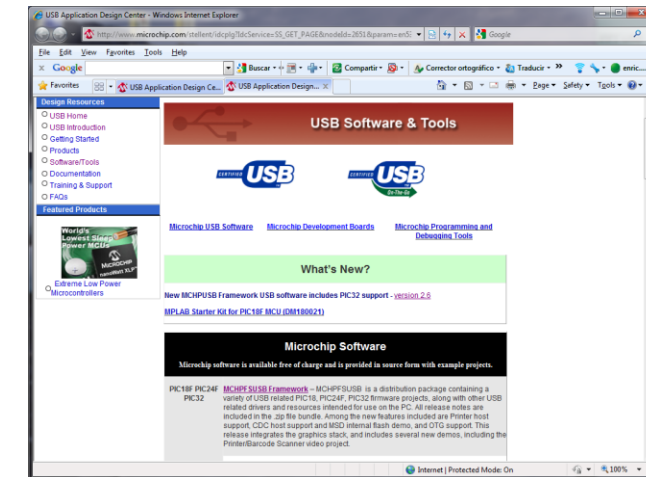 USB Application Design Center - Windows Internet Explorer
http://www.microchip.com/stellent/idcplg?IdcService=SS_GET_PAGE&nodeId=2651&param=en5
Google
File Edit View Favorites Tools Help
x Google Buscar Compartir Corrector ortográfico Traducir » enric...
Favorites USB Application Design Ce... USB Application Design... x Page Safety Tools
Design Resources
USB Home
USB Introduction
Getting Started
Products
Software/Tools
Documentation
Training & Support
FAQs
Featured Products
World's
Lowest Sleep
Power MCUs
MICROCHIP
nanoWatt XLP
Extreme Low Power
Microcontrollers
USB Software & Tools
CERTIFIED USB
CERTIFIED USB
On-The-Go
Microchip USB Software Microchip Development Boards Microchip Programming and
Debugging Tools
What's New?
New MCHPUSB Framework USB software includes PIC32 support - version 2.6
MPLAB Starter Kit for PIC18F MCU (DM180021)
Microchip Software
Microchip software is available free of charge and is provided in source form with example projects.
PIC18F PIC24F MCHPFSUSB Framework – MCHPFSUSB is a distribution package containing a
PIC32 variety of USB related PIC18, PIC24F, PIC32 firmware projects, along with other USB
related drivers and resources intended for use on the PC. All release notes are
included in the .zip file bundle. Among the new features included are Printer host
support, CDC host support and MSD internal flash demo, and OTG support. This
release integrates the graphics stack, and includes several new demos, including the
Printer/Barcode Scanner video project.
Internet | Protected Mode: On 100%